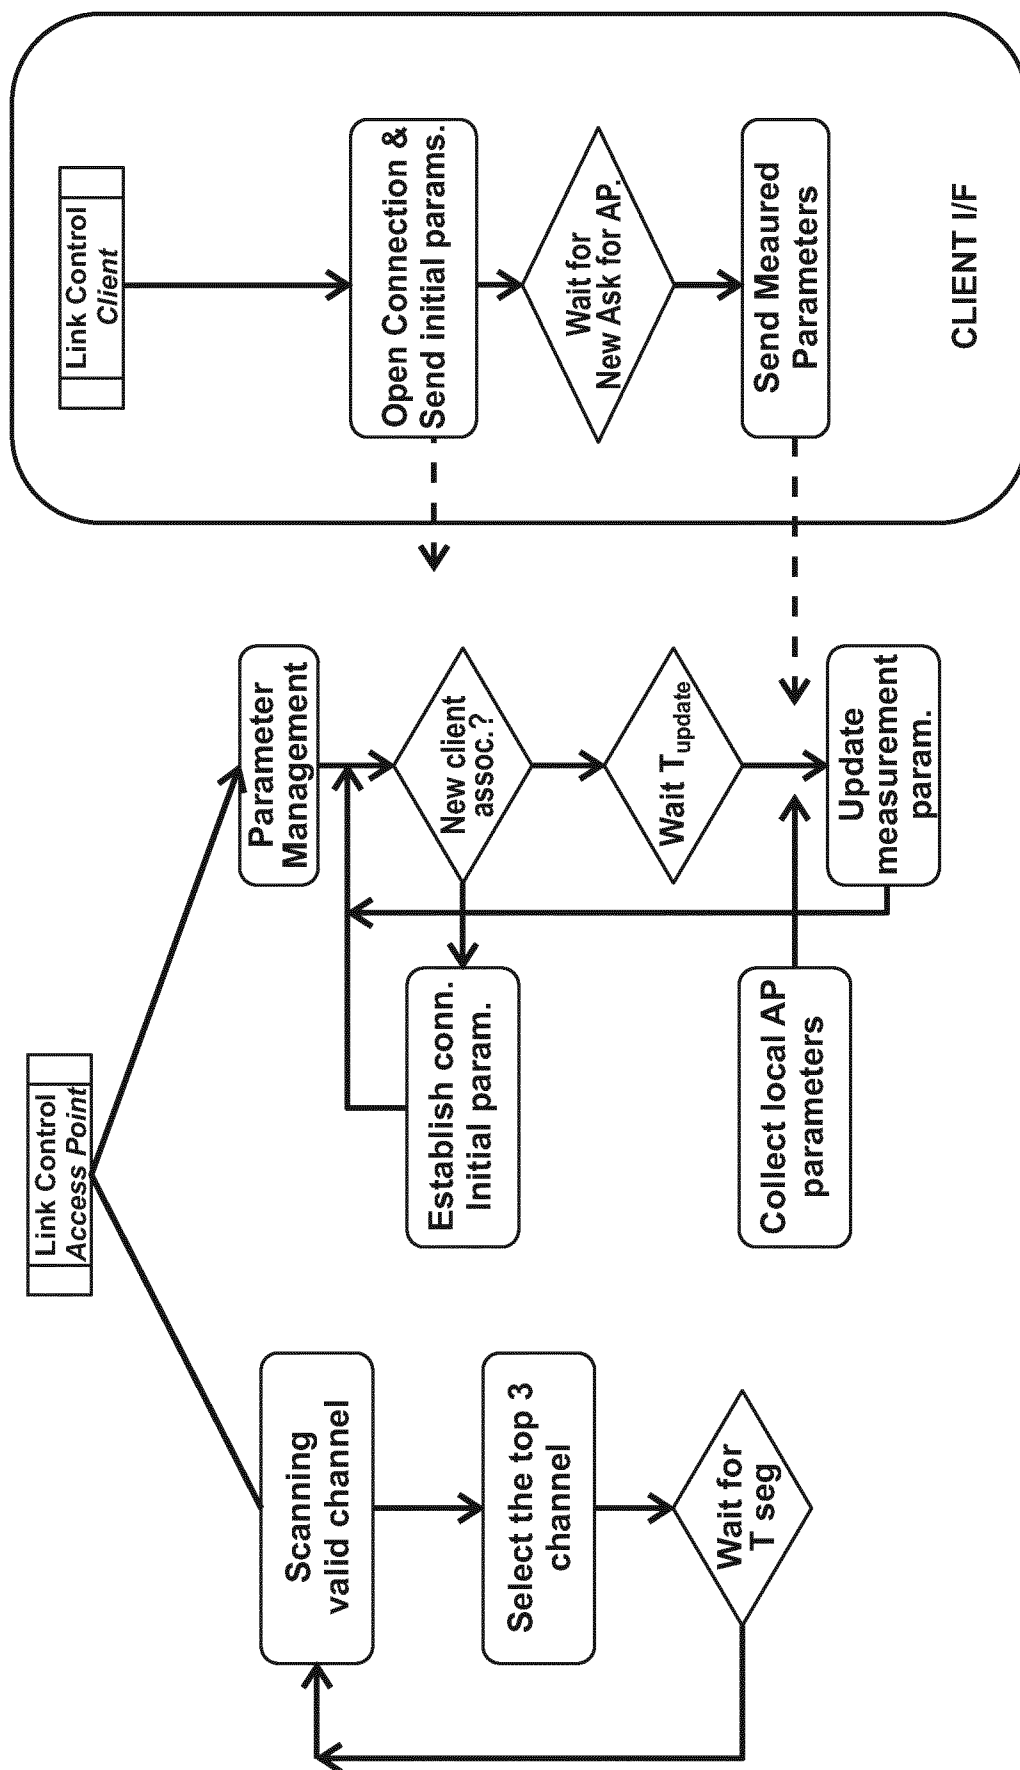 Link Control
Access Point
Scanning
valid channel
Select the top 3
channel
Wait for
T seg
Parameter
Management
New client
assoc.?
Establish conn.
Initial param.
Wait Tupdate
Collect local AP
parameters
Update
measurement
param.
Link Control
Client
Open Connection &
Send initial params.
Wait for
New Ask for AP.
Send Meaured
Parameters
CLIENT I/F